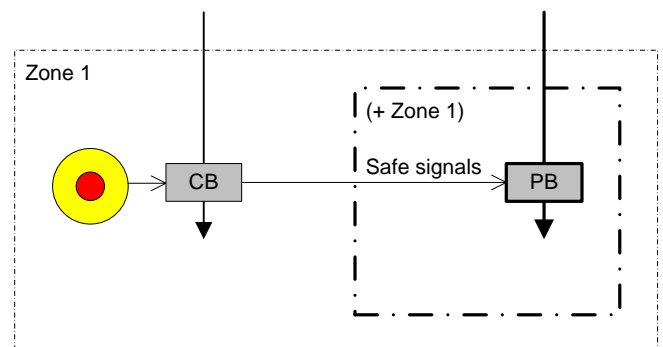 Zone 1
(+ Zone 1)
Safe signals
CB
PB